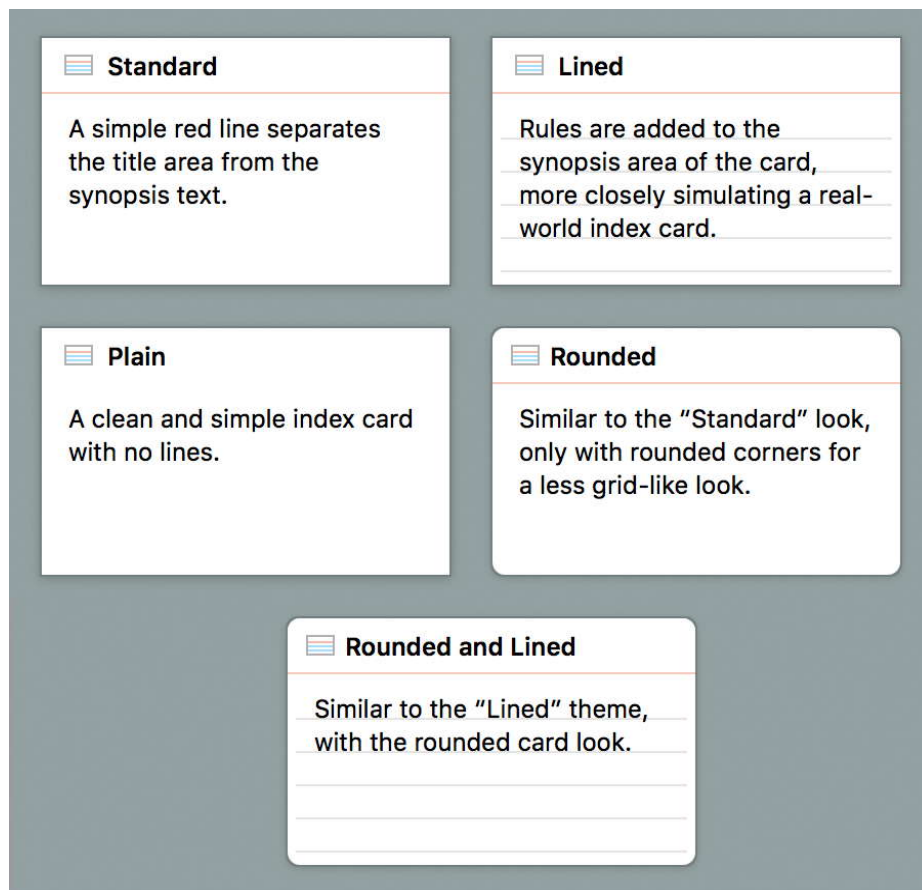 Standard
A simple red line separates
the title area from the
synopsis text.
Lined
Rules are added to the
synopsis area of the card,
more closely simulating a real-
world index card.
Plain
A clean and simple index card
with no lines.
Rounded
Similar to the “Standard” look,
only with rounded corners for
a less grid-like look.
Rounded and Lined
Similar to the “Lined” theme,
with the rounded card look.